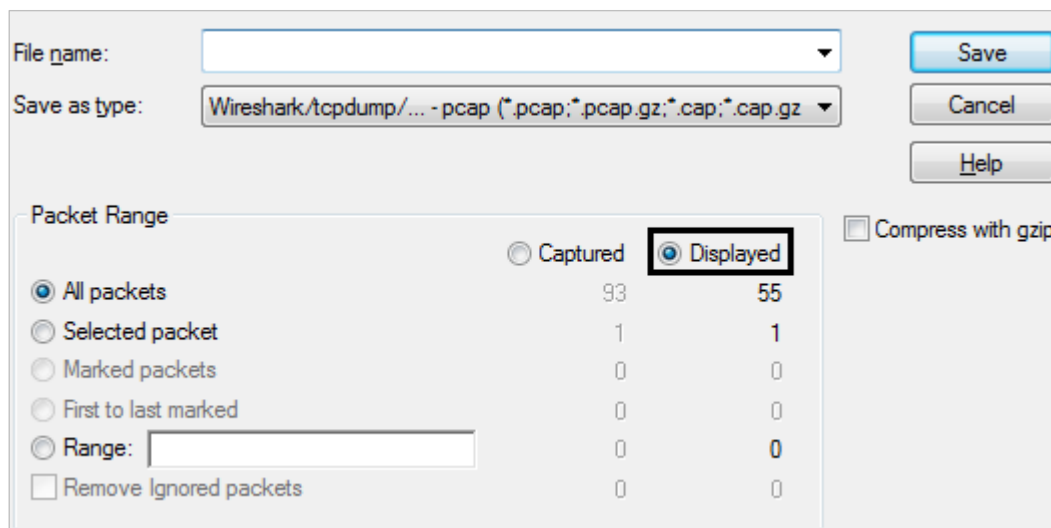 File name:
Save
Save as type: Wireshark/tcpdump/... - pcap (*.pcap;*.pcap.gz;*.cap;*.cap.gz
Cancel
Help
Packet Range
Compress with gzip
Captured Displayed
All packets 93 55
Selected packet 1 1
Marked packets 0 0
First to last marked 0 0
Range: 0 0
Remove Ignored packets 0 0